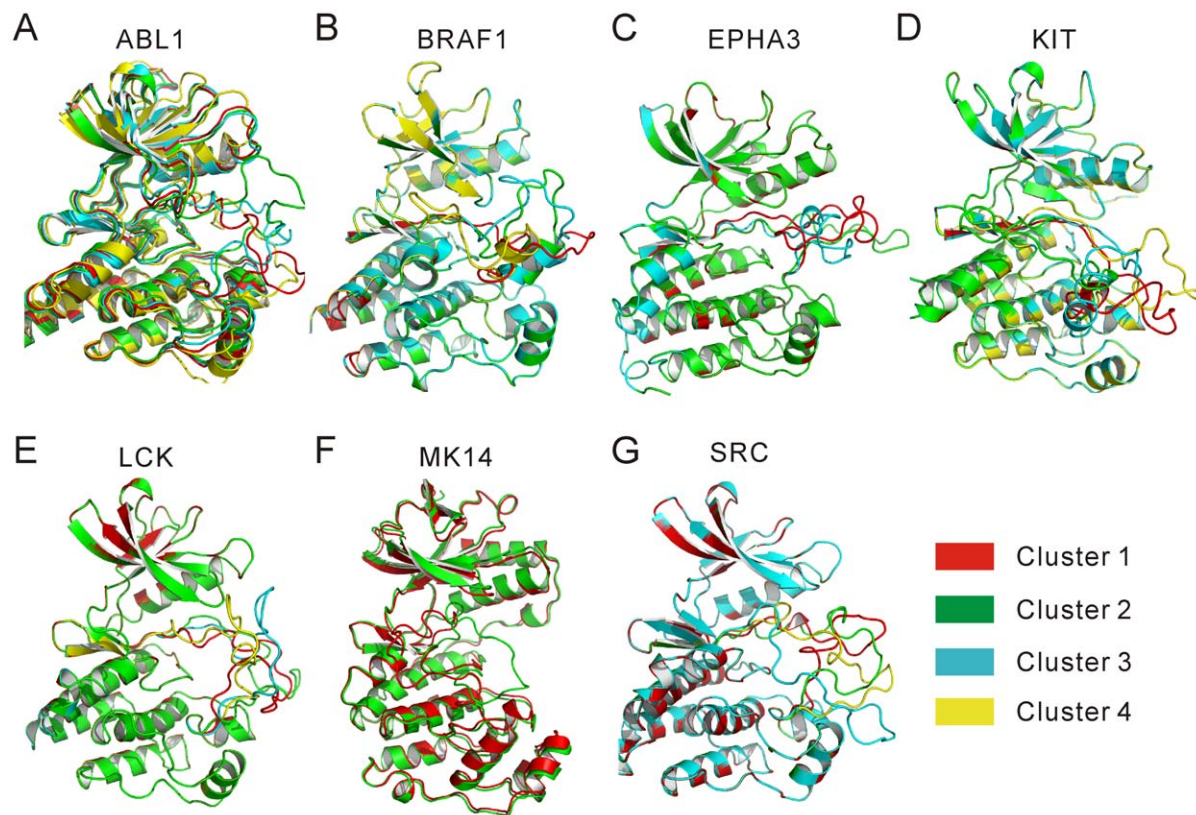 A
ABL1
B
BRAF1
C
EPHA3
D
KIT
E
LCK
F
MK14
G
SRC
Cluster 1
Cluster 2
Cluster 3
Cluster 4